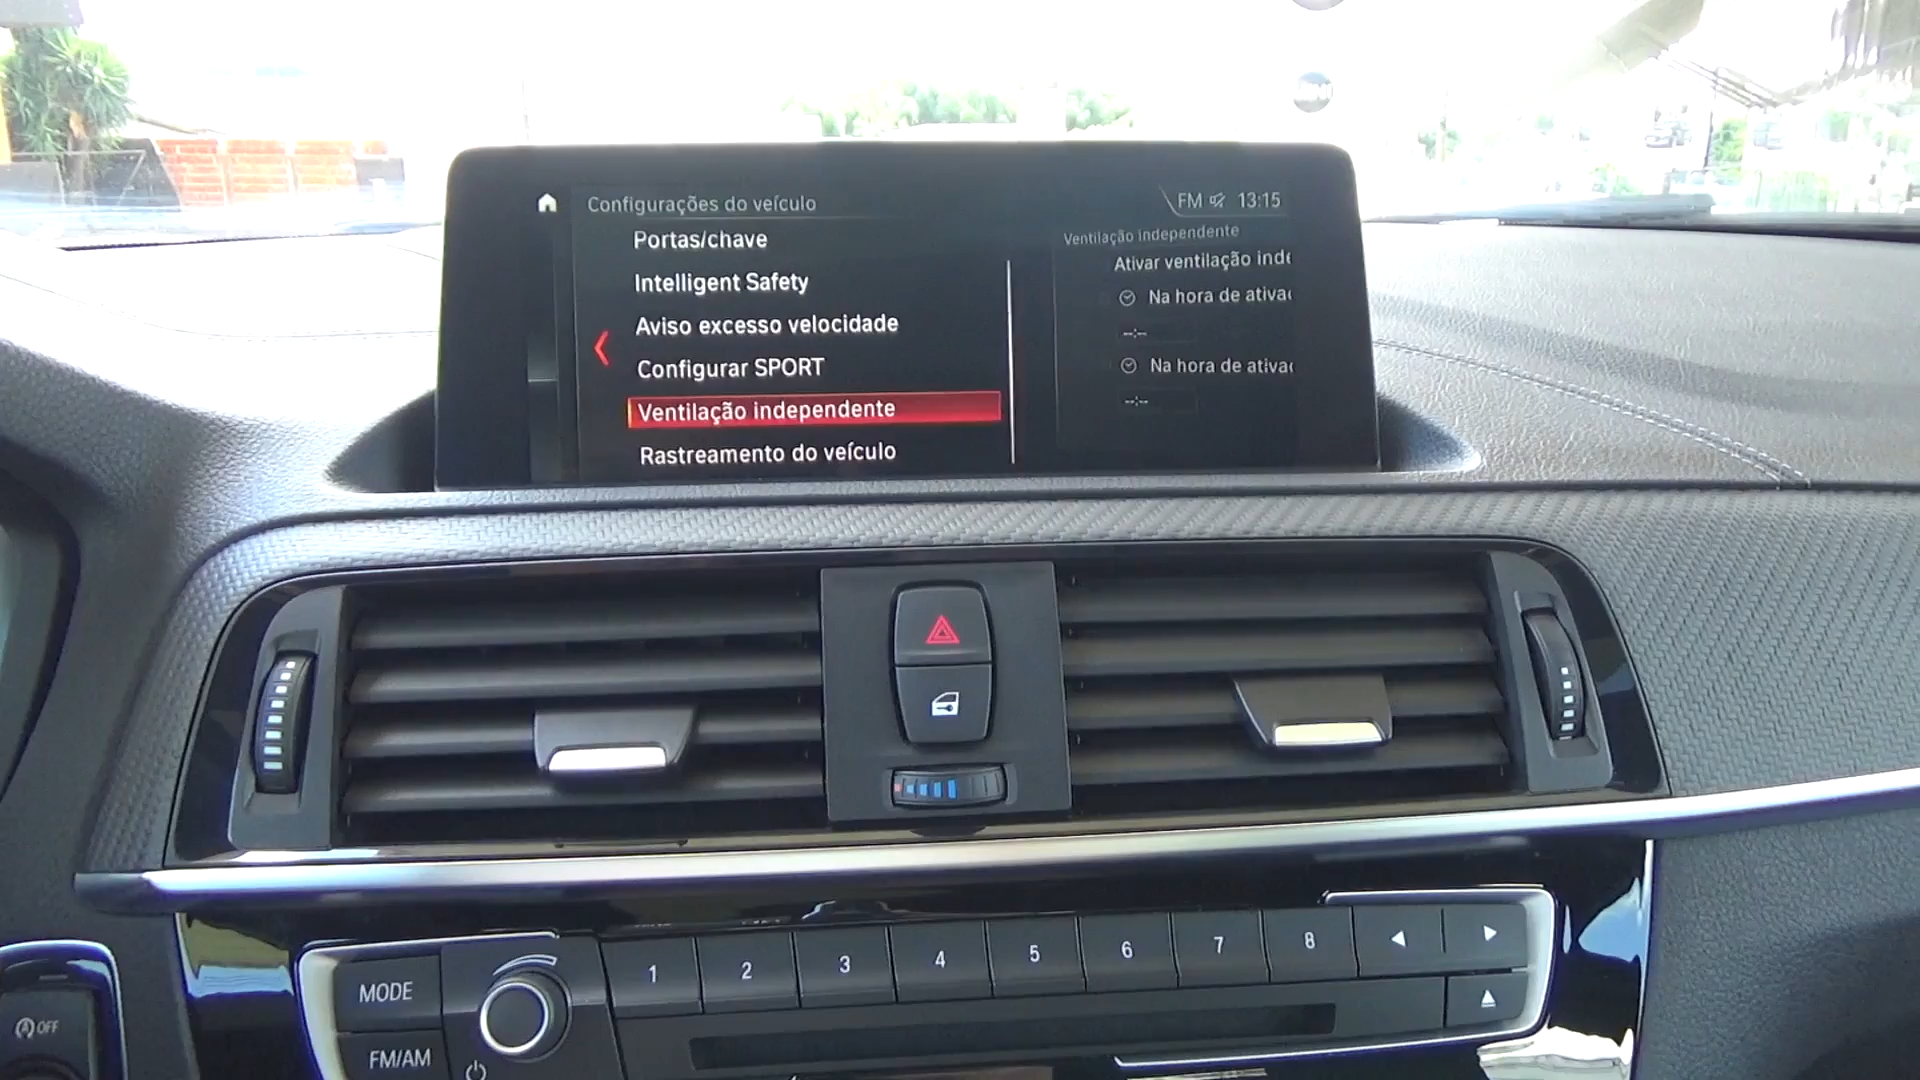 Configurações do veículo
FM 13:15
Portas/chave
Intelligent Safety
Aviso excesso velocidade
Configurar SPORT
Ventilação independente
Rastreamento do veículo
Ventilação independente
Ativar ventilação inde
Na hora de ativa
--:--
Na hora de ativa
--:--
1 2 3 4 5 6 7 8
MODE
FM/AM
A OFF